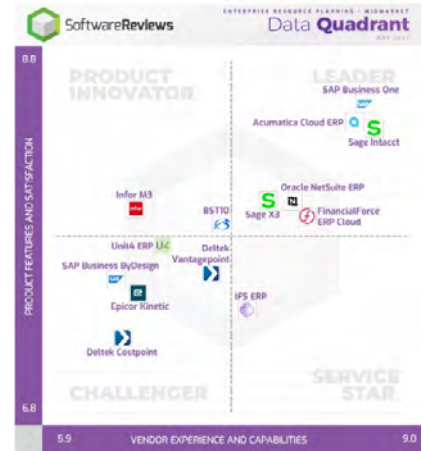 SoftwareReviews
ENTERPRISE RESOURCE PLANNING - MIDMARKET
Data Quadrant
8.8
PRODUCT
INNOVATOR
LEADER
SAP Business One
Acumatica Cloud ERP
Sage Intacct
Infor M3
infor
BST10
Oracle NetSuite ERP
Sage X3
FinancialForce
ERP Cloud
Unit4 ERP
Deltek
Vantagepoint
SAP Business ByDesign
Epicor Kinetic
IFS ERP
Deltek Costpoint
CHALLENGER
SERVICE
STAR
PRODUCT FEATURES AND SATISFACTION
6.8
5.9
VENDOR EXPERIENCE AND CAPABILITIES
9.0